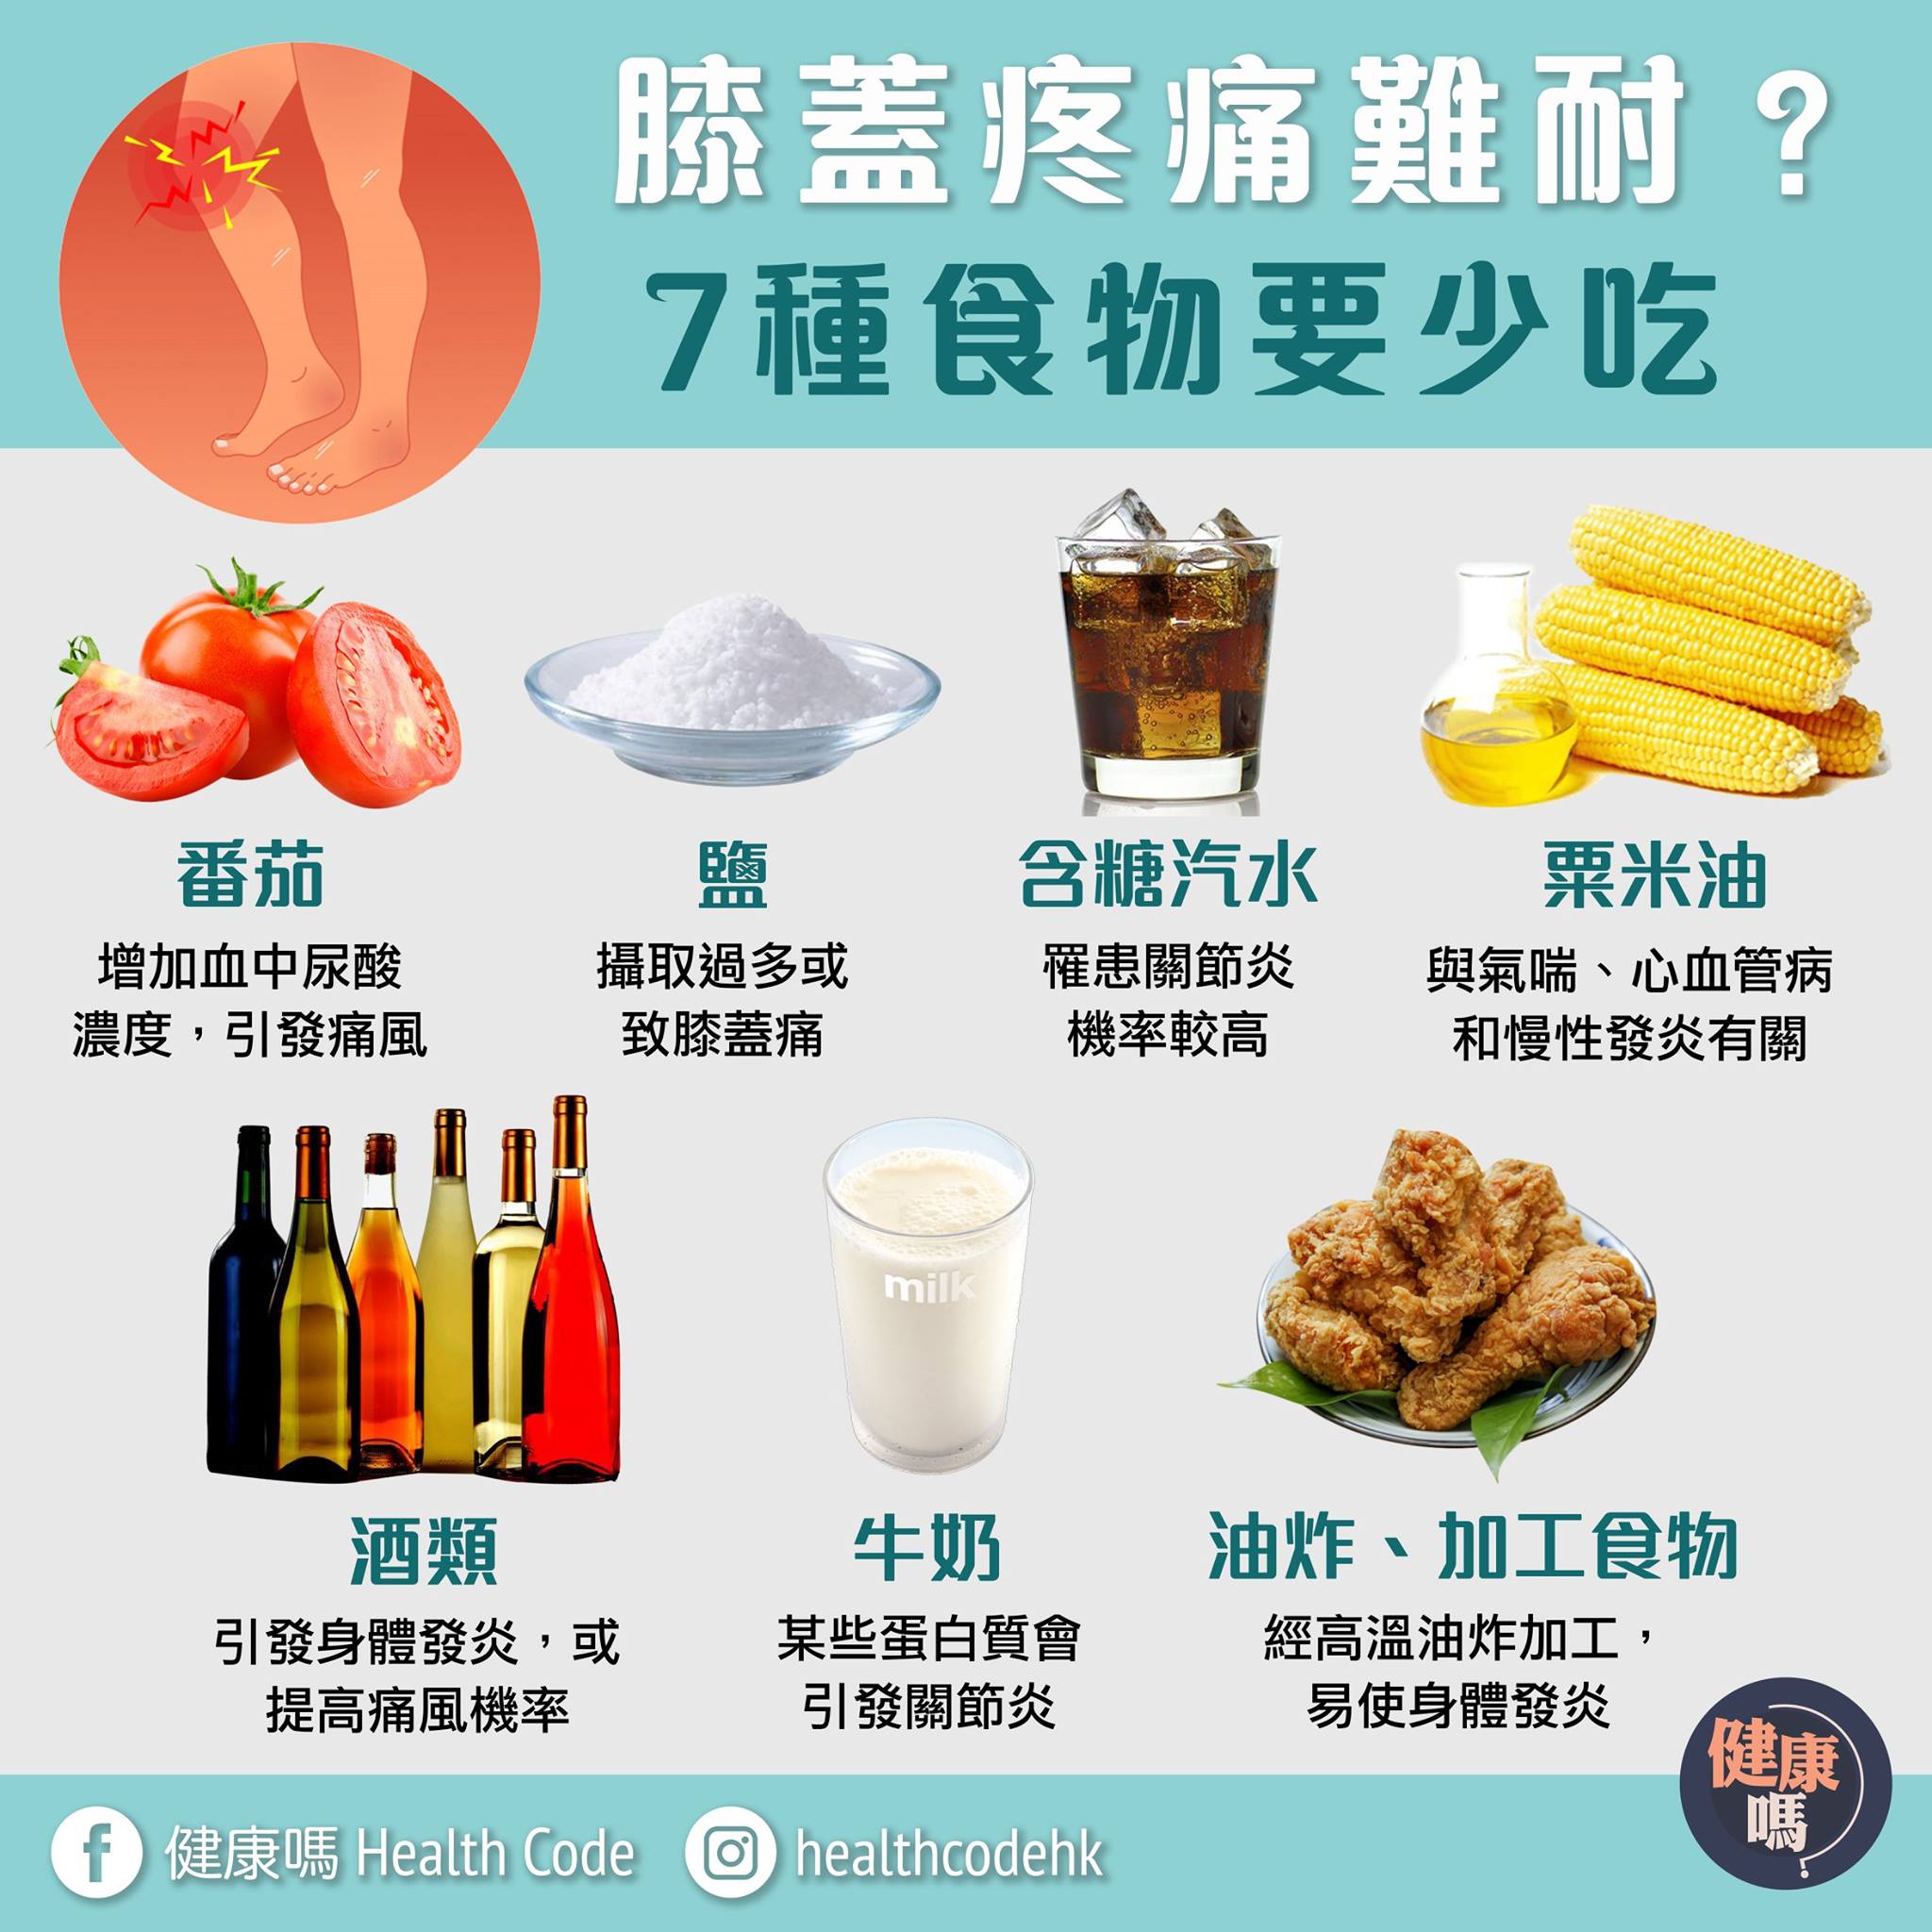 膝蓋疼痛難耐？
7種食物要少吃
番茄
增加血中尿酸
濃度，引發痛風
鹽
攝取過多或
致膝蓋痛
含糖汽水
罹患關節炎
機率較高
粟米油
與氣喘、心血管病
和慢性發炎有關
酒類
引發身體發炎，或
提高痛風機率
牛奶
某些蛋白質會
引發關節炎
milk
油炸、加工食物
經高溫油炸加工，
易使身體發炎
健康嗎 Health Code
healthcodehk
健康
嗎?